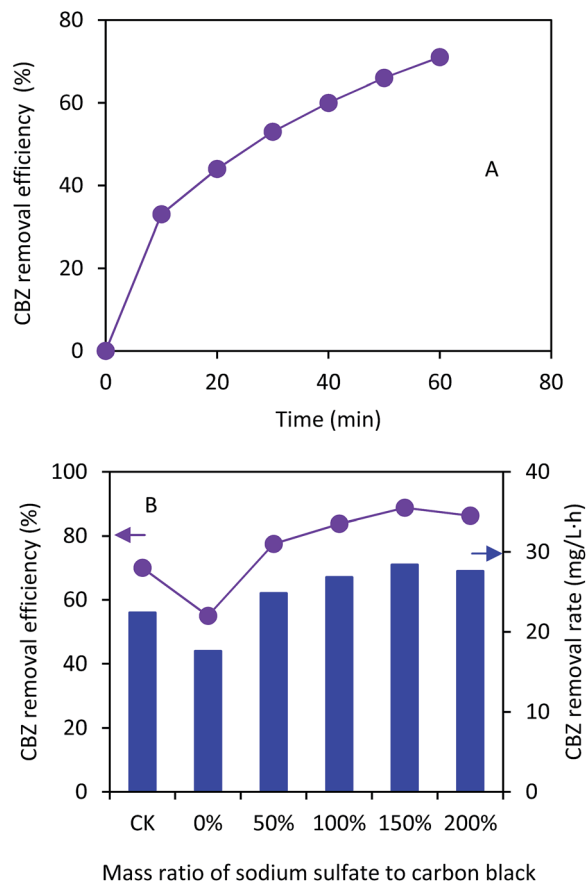 80
60
40
20
0
CBZ removal efficiency (%)
A
0 20 40 60 80
Time (min)
100
80
60
40
20
0
CBZ removal efficiency (%)
B
40
30
20
10
0
CBZ removal rate (mg/L·h)
CK 0% 50% 100% 150% 200%
Mass ratio of sodium sulfate to carbon black